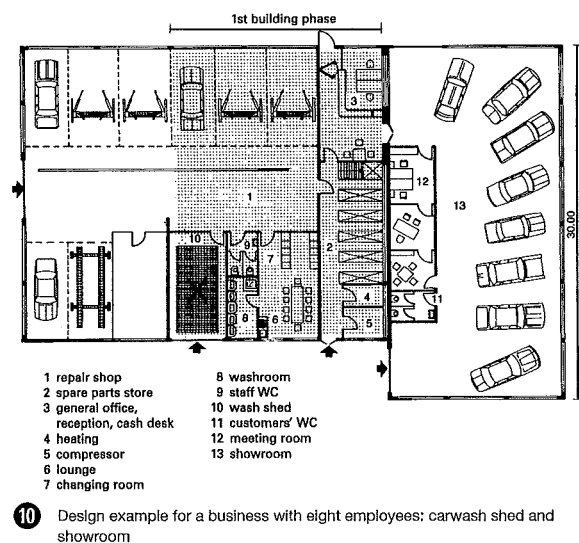 1st building phase
3
12
13
1
2
10
9
7
11
4
8
6
5
30.00
1 repair shop
2 spare parts store
3 general office,
reception, cash desk
4 heating
5 compressor
6 lounge
7 changing room
8 washroom
9 staff WC
10 wash shed
11 customers' WC
12 meeting room
13 showroom
10 Design example for a business with eight employees: carwash shed and
showroom